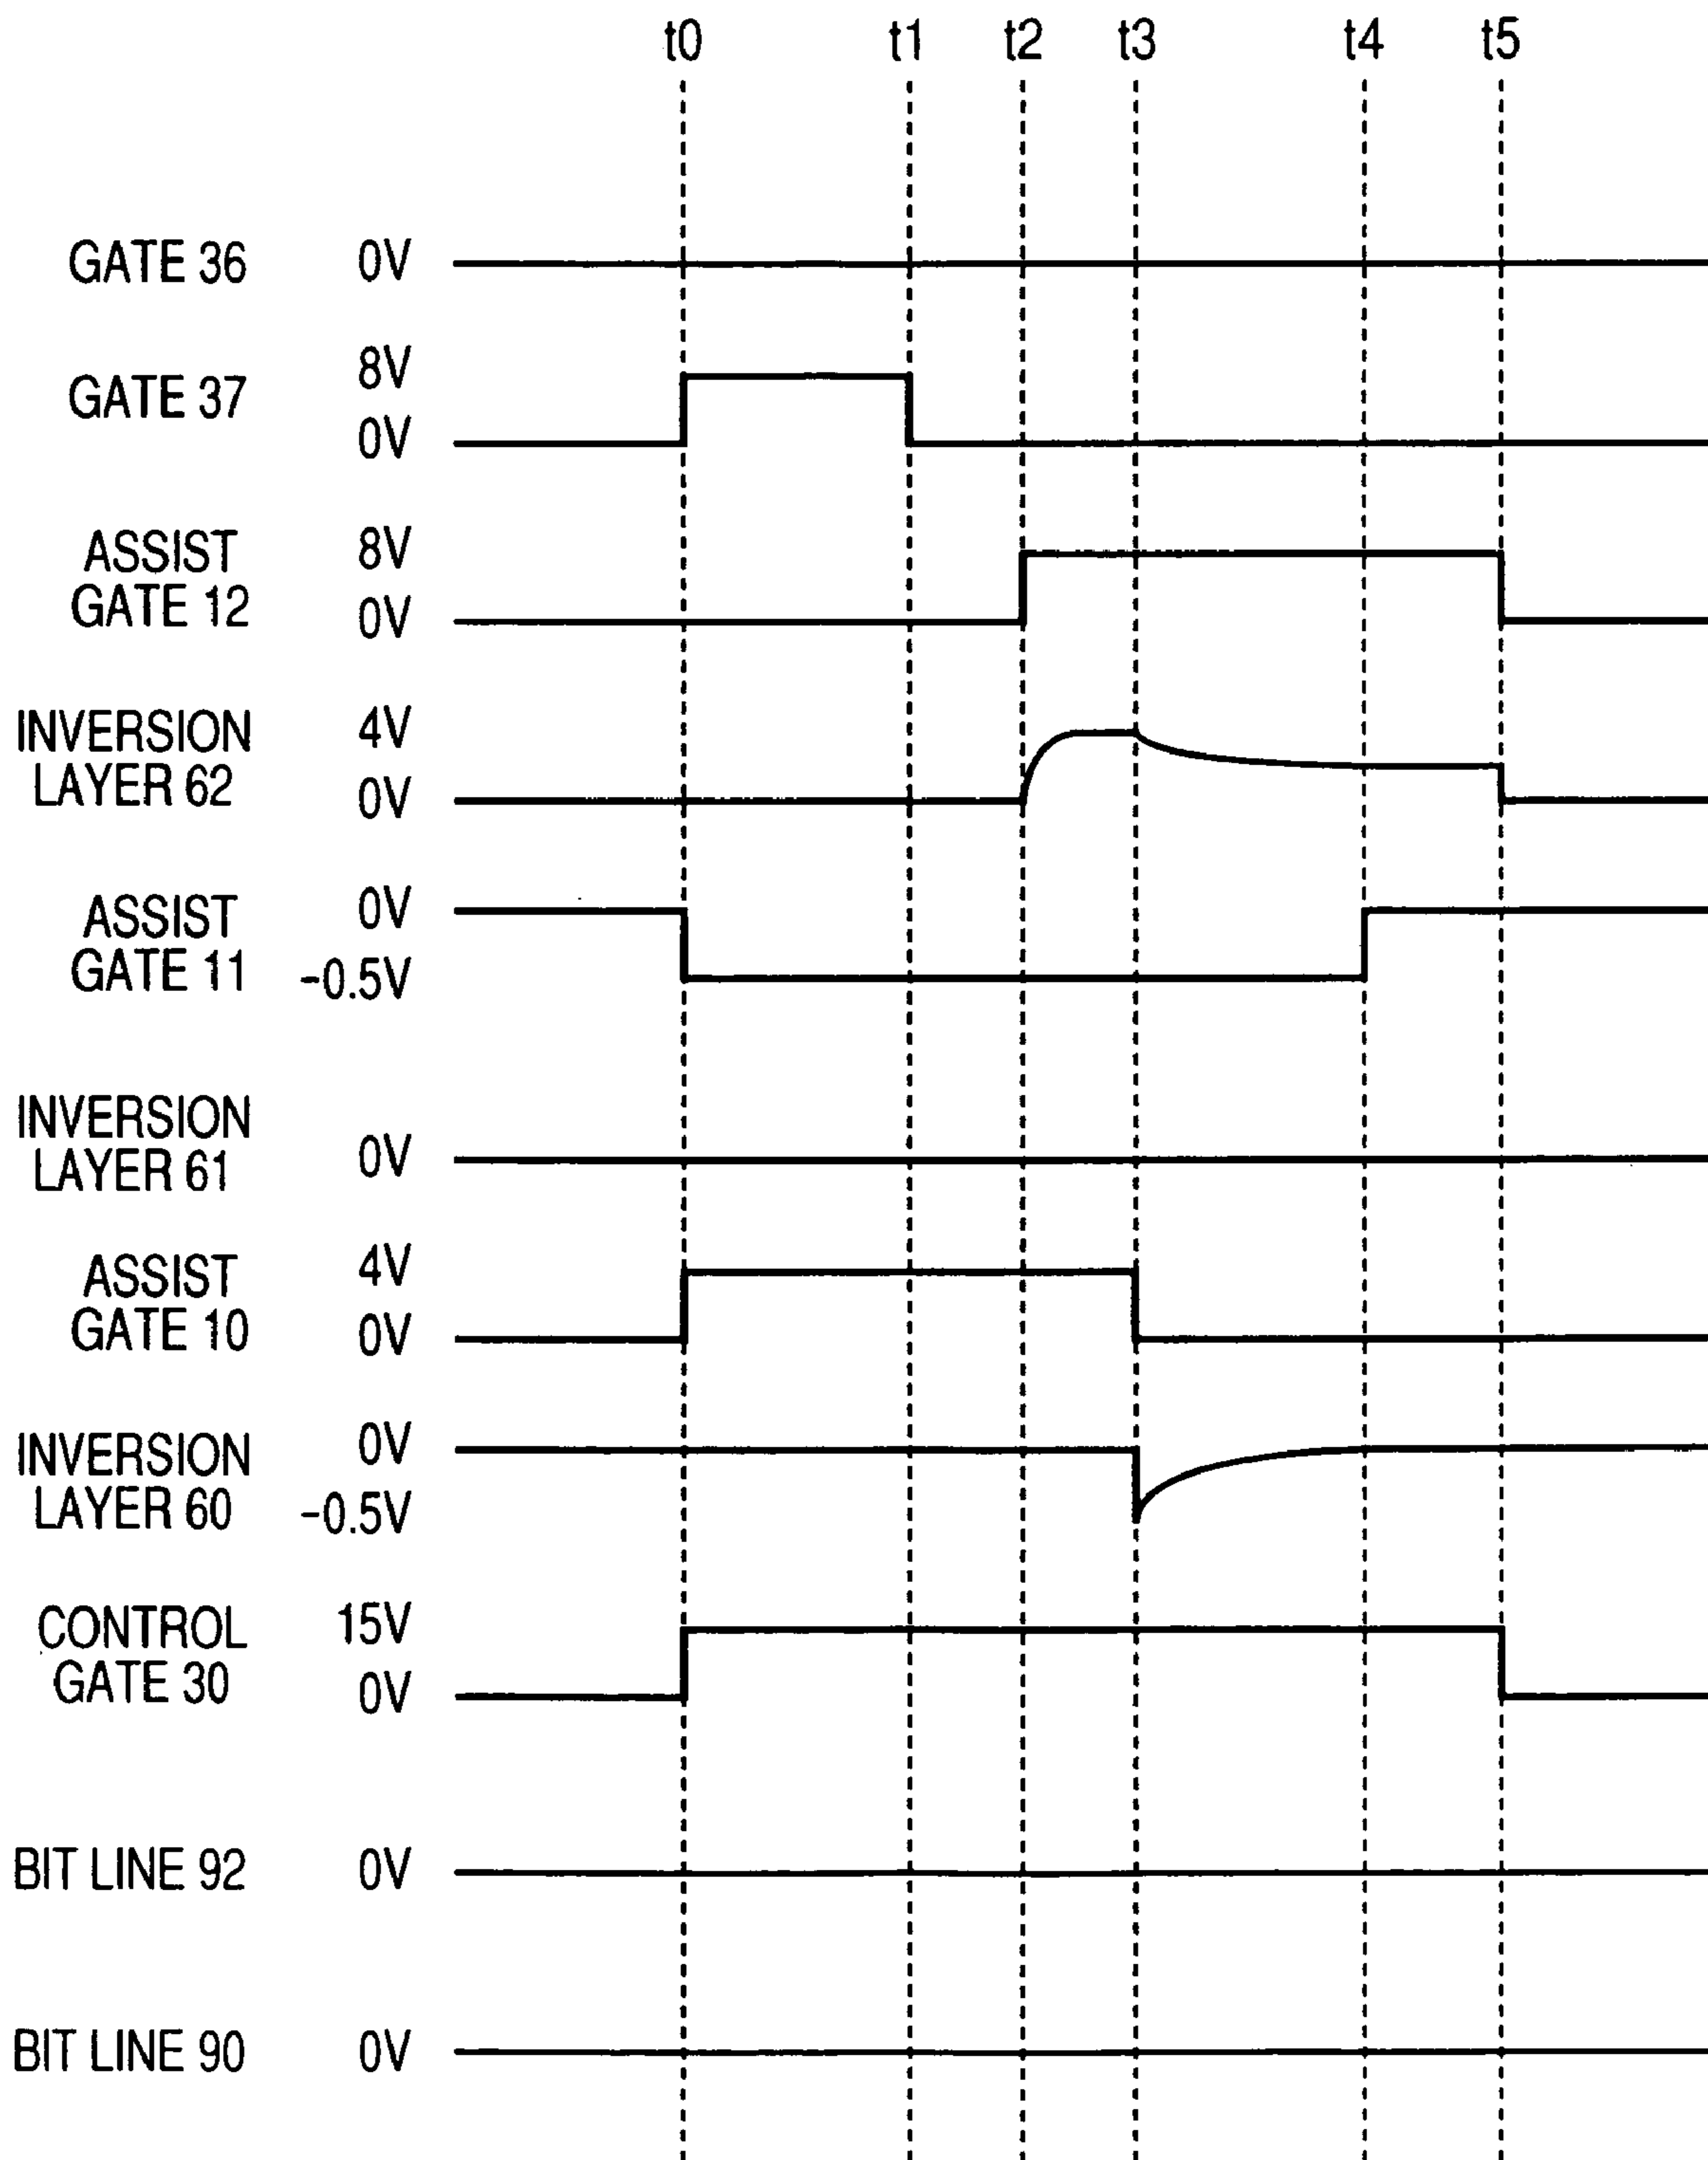 t0 t1 t2 t3 t4 t5
GATE 36 0V
8V
GATE 37
0V
ASSIST 8V
GATE 12 0V
INVERSION 4V
LAYER 62 0V
ASSIST 0V
GATE 11 -0.5V
INVERSION
LAYER 61 0V
ASSIST 4V
GATE 10 0V
INVERSION 0V
LAYER 60 -0.5V
CONTROL 15V
GATE 30 0V
BIT LINE 92 0V
BIT LINE 90 0V